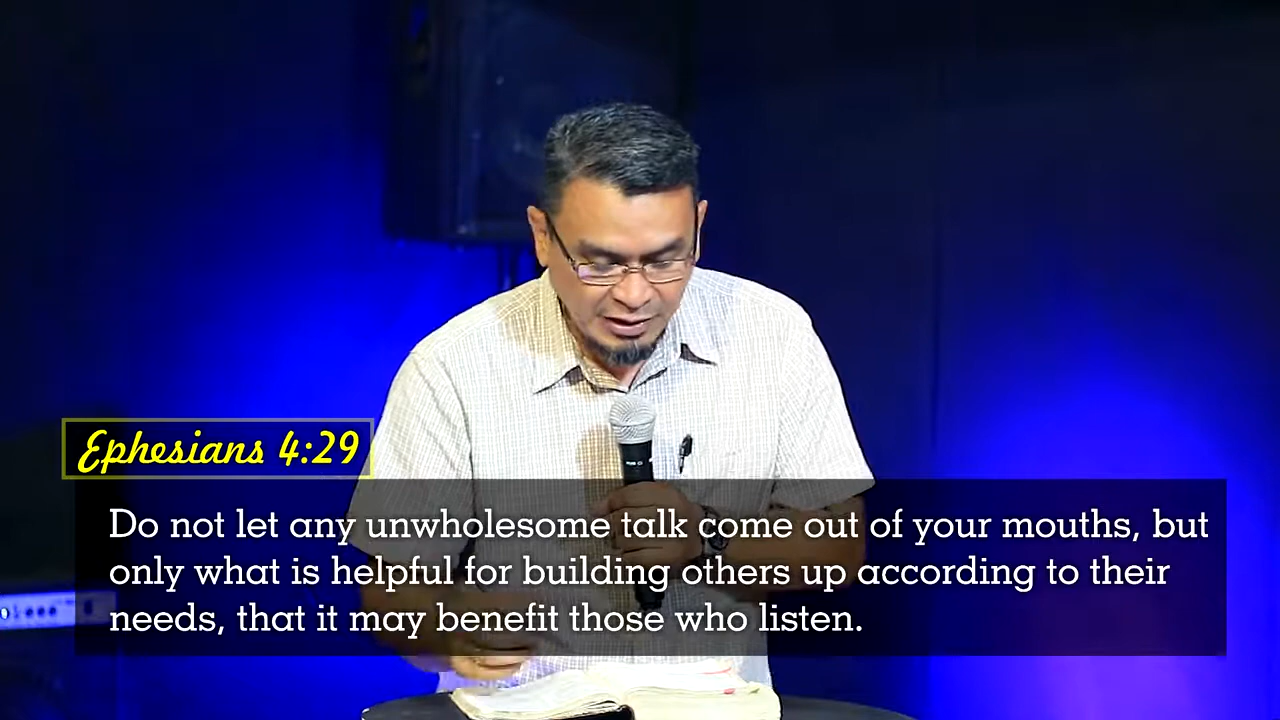 Ephesians 4:29
Do not let any unwholesome talk come out of your mouths, but
only what is helpful for building others up according to their
needs, that it may benefit those who listen.